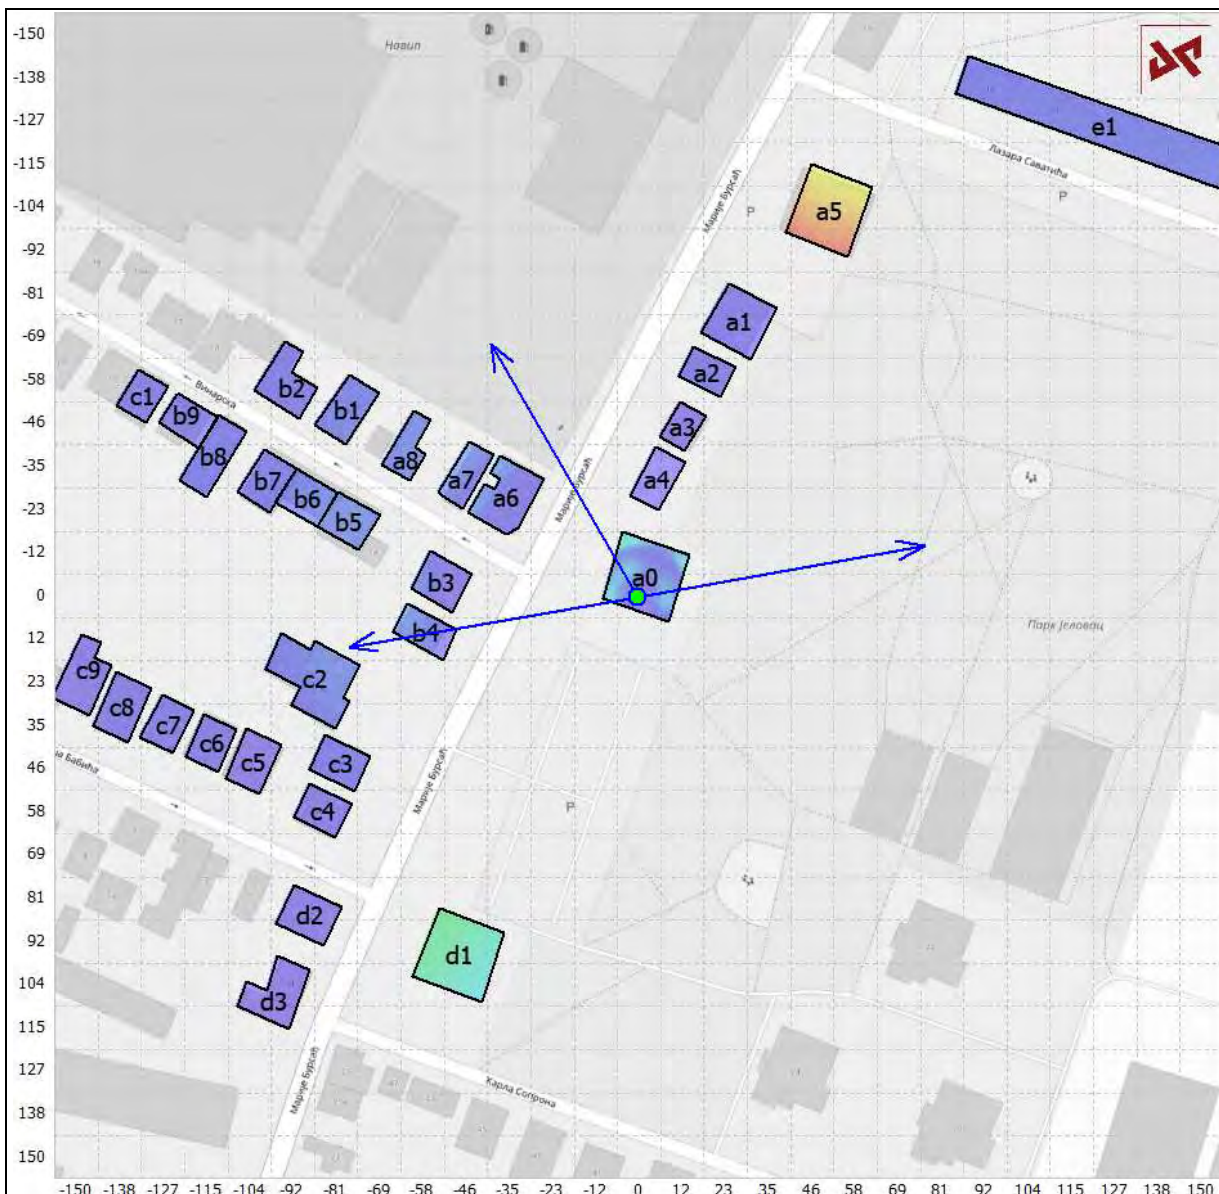 -150
-138
-127
-115
-104
-92
-81
-69
-58
-46
-35
-23
-12
0
12
23
35
46
58
69
81
92
104
115
127
138
150
Новип
e1
Лазара Саватића
P
P
a5
Марије Бурсаћ
a1
a2
a3
a4
c1
b9
b8
b2
Винарска
b1
a8
a7
a6
b7
b6
b5
Марије Бурсаћ
b3
b4
a0
Парк Јеловац
c9
c8
c7
c6
c5
c2
c3
c4
на Бабића
Марије Бурсаћ
P
d2
d3
d1
Марије Бурсаћ
Карла Сопрона
-150 -138 -127 -115 -104 -92 -81 -69 -58 -46 -35 -23 -12 0 12 23 35 46 58 69 81 92 104 115 127 138 150